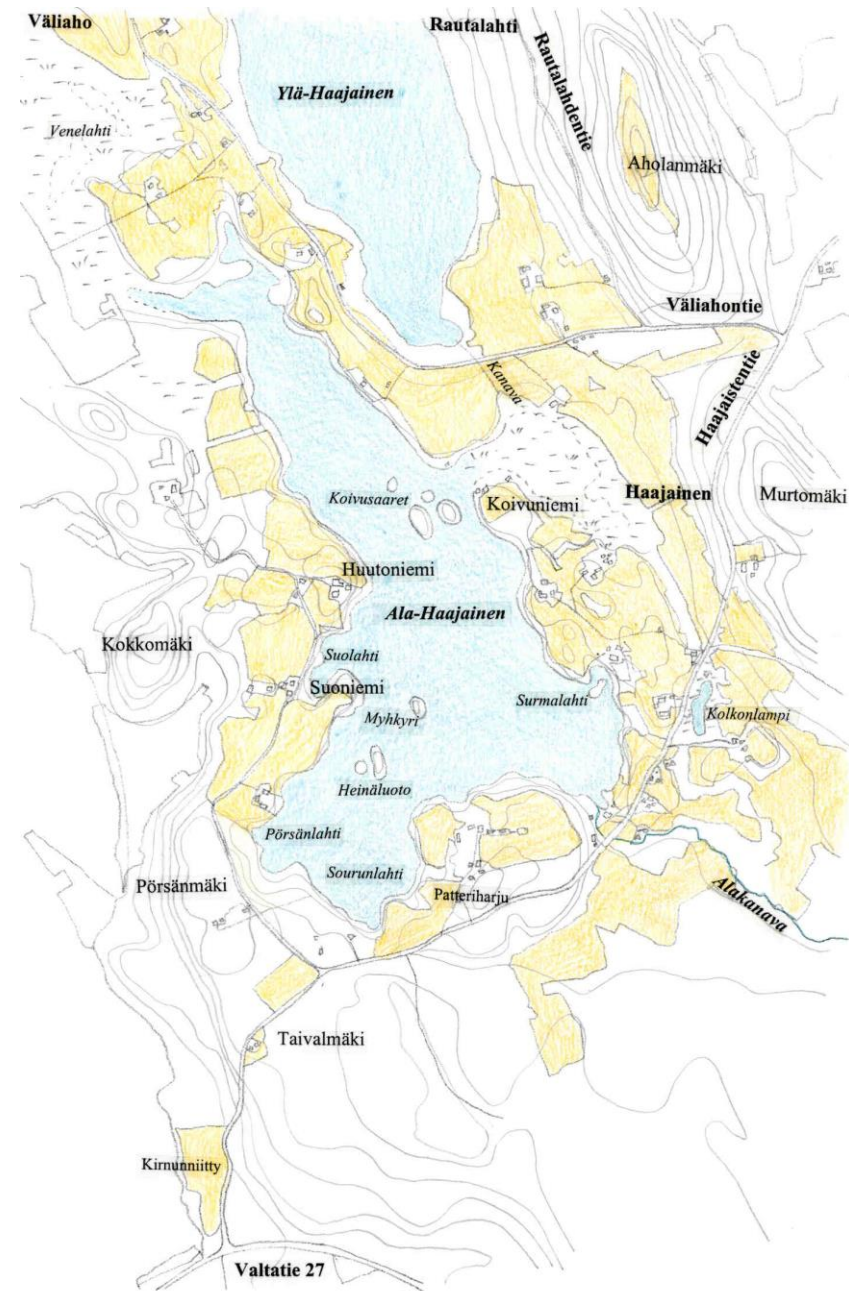 Väliaho
Rautalahti
Rautalahdentie
Ylä-Haajainen
Venelahti
Aholanmäki
Väliahontie
Haajaistentie
Kanava
Koivusaaret
Koivuniemi
Haajainen
Murtomäki
Huutoniemi
Ala-Haajainen
Kokkomäki
Suolahti
Suoniemi
Surmalahti
Myhkyri
Kolkonlampi
Heinäluoto
Pörsänlahti
Sourunlahti
Pörsänmäki
Patteriharju
Alakanava
Taivalmäki
Kirnunniitty
Valtatie 27